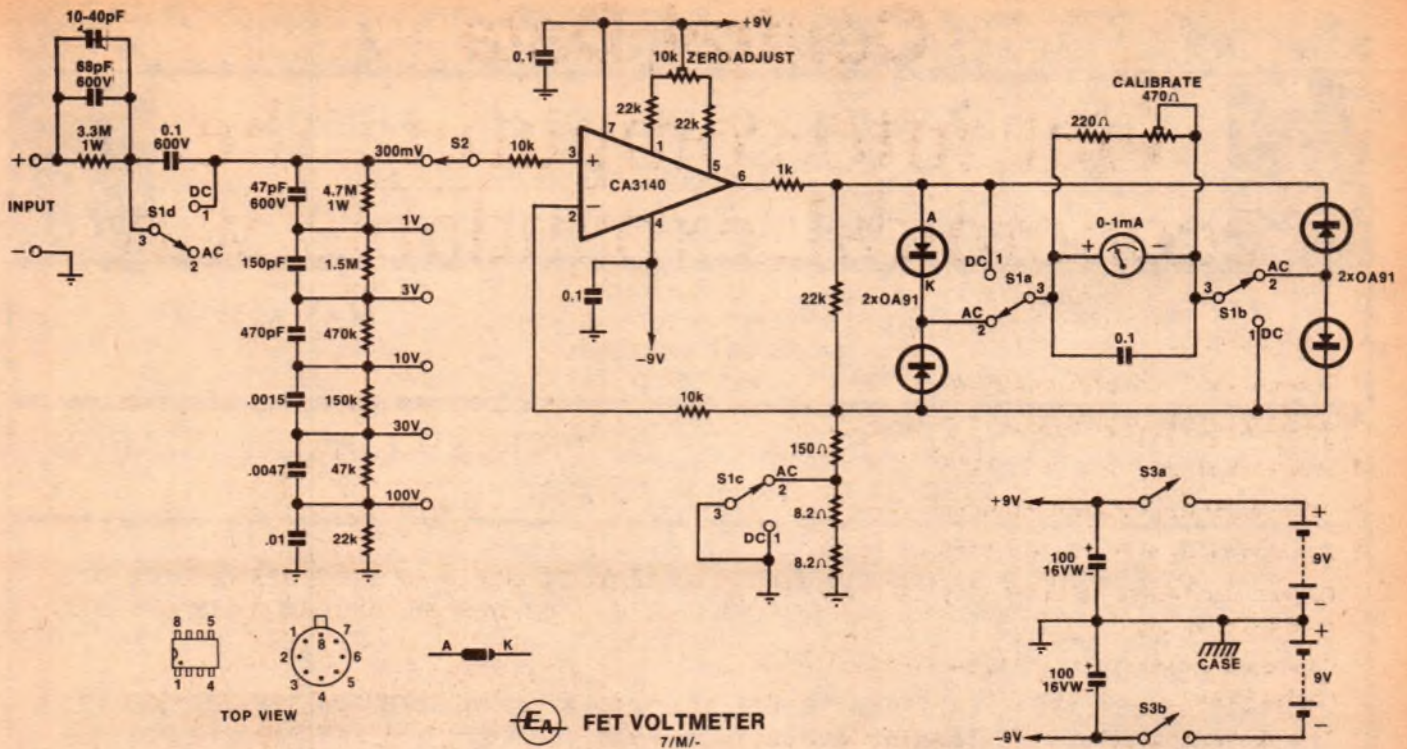 10-40pF
68pF
600V
3.3M
1W
+
INPUT
-
0.1
600V
DC
1
S1d
3
AC
2
47pF
600V
150pF
470pF
.0015
.0047
.01
4.7M
1W
1.5M
470k
150k
47k
22k
300mV
1V
3V
10V
30V
100V
S2
10k
0.1
+9V
10k ZERO ADJUST
22k
22k
7
1
3
+
CA3140
2
-
4
5
6
0.1
-9V
10k
1k
22k
A
K
2xOA91
DC 1
S1a
AC
2
3
CALIBRATE
470Ω
220Ω
0-1mA
+
-
0.1
3
AC
2
S1b
1 DC
2xOA91
150Ω
S1c
AC
2
3
DC 1
8.2Ω
8.2Ω
+9V
S3a
+
100
16VW
9V
-
+
100
16VW
CASE
+
9V
-
-9V
S3b
8 5
1 4
1 8 7
2 6
3 4 5
TOP VIEW
A K
EA FET VOLTMETER
7/M/-